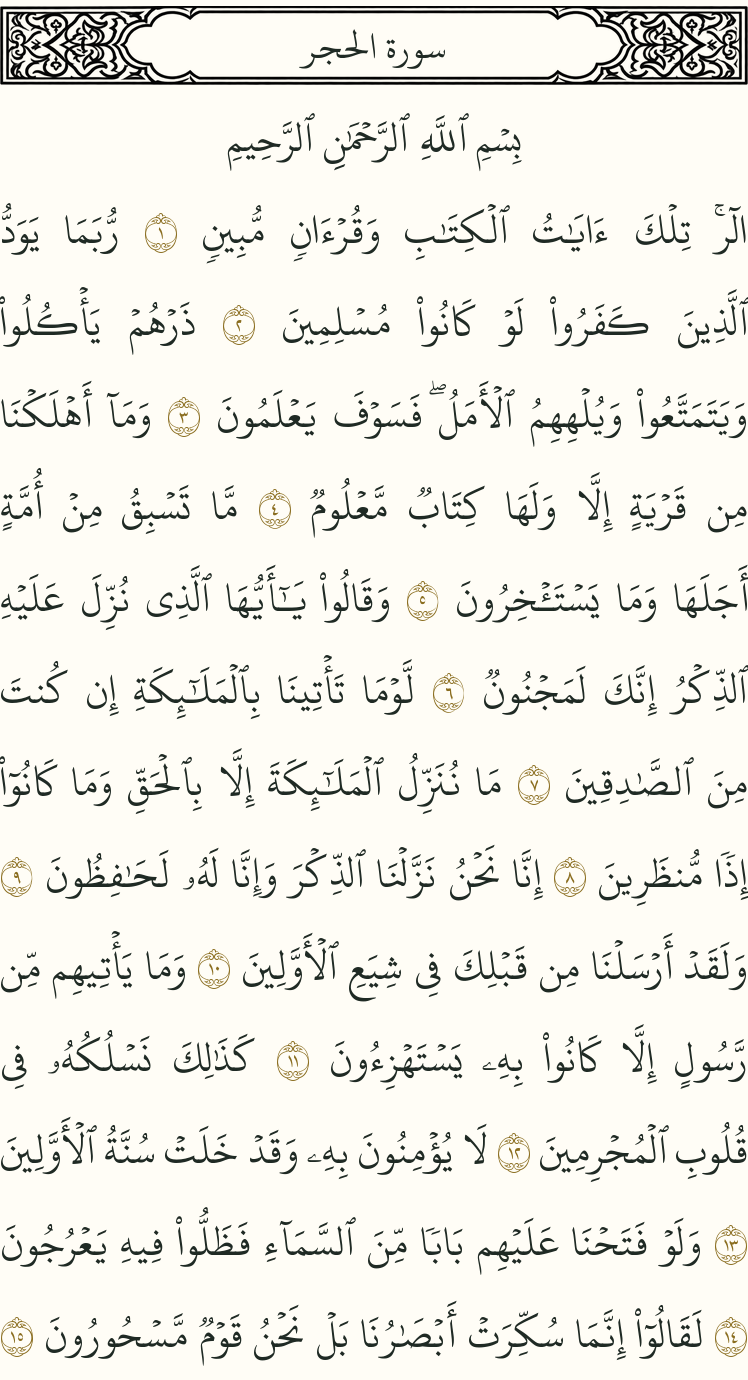 سورة الحجر
بِسْمِ ٱللَّهِ ٱلرَّحْمَٰنِ ٱلرَّحِيمِ
الٓرۚ تِلْكَ ءَايَٰتُ ٱلْكِتَٰبِ وَقُرْءَانٍۢ مُّبِينٍۢ ١ رُّبَمَا يَوَدُّ
ٱلَّذِينَ كَفَرُوا۟ لَوْ كَانُوا۟ مُسْلِمِينَ ٢ ذَرْهُمْ يَأْكُلُوا۟
وَيَتَمَتَّعُوا۟ وَيُلْهِهِمُ ٱلْأَمَلُۖ فَسَوْفَ يَعْلَمُونَ ٣ وَمَآ أَهْلَكْنَا
مِن قَرْيَةٍ إِلَّا وَلَهَا كِتَابٌۭ مَّعْلُومٌۭ ٤ مَّا تَسْبِقُ مِنْ أُمَّةٍ
أَجَلَهَا وَمَا يَسْتَـْٔخِرُونَ ٥ وَقَالُوا۟ يَٰٓأَيُّهَا ٱلَّذِى نُزِّلَ عَلَيْهِ
ٱلذِّكْرُ إِنَّكَ لَمَجْنُونٌۭ ٦ لَّوْمَا تَأْتِينَا بِٱلْمَلَٰٓئِكَةِ إِن كُنتَ
مِنَ ٱلصَّٰدِقِينَ ٧ مَا نُنَزِّلُ ٱلْمَلَٰٓئِكَةَ إِلَّا بِٱلْحَقِّ وَمَا كَانُوٓا۟
إِذًۭا مُّنظَرِينَ ٨ إِنَّا نَحْنُ نَزَّلْنَا ٱلذِّكْرَ وَإِنَّا لَهُۥ لَحَٰفِظُونَ ٩
وَلَقَدْ أَرْسَلْنَا مِن قَبْلِكَ فِى شِيَعِ ٱلْأَوَّلِينَ ١٠ وَمَا يَأْتِيهِم مِّن
رَّسُولٍ إِلَّا كَانُوا۟ بِهِۦ يَسْتَهْزِءُونَ ١١ كَذَٰلِكَ نَسْلُكُهُۥ فِى
قُلُوبِ ٱلْمُجْرِمِينَ ١٢ لَا يُؤْمِنُونَ بِهِۦ وَقَدْ خَلَتْ سُنَّةُ ٱلْأَوَّلِينَ
١٣ وَلَوْ فَتَحْنَا عَلَيْهِم بَابًۭا مِّنَ ٱلسَّمَآءِ فَظَلُّوا۟ فِيهِ يَعْرُجُونَ
١٤ لَقَالُوٓا۟ إِنَّمَا سُكِّرَتْ أَبْصَٰرُنَا بَلْ نَحْنُ قَوْمٌۭ مَّسْحُورُونَ ١٥